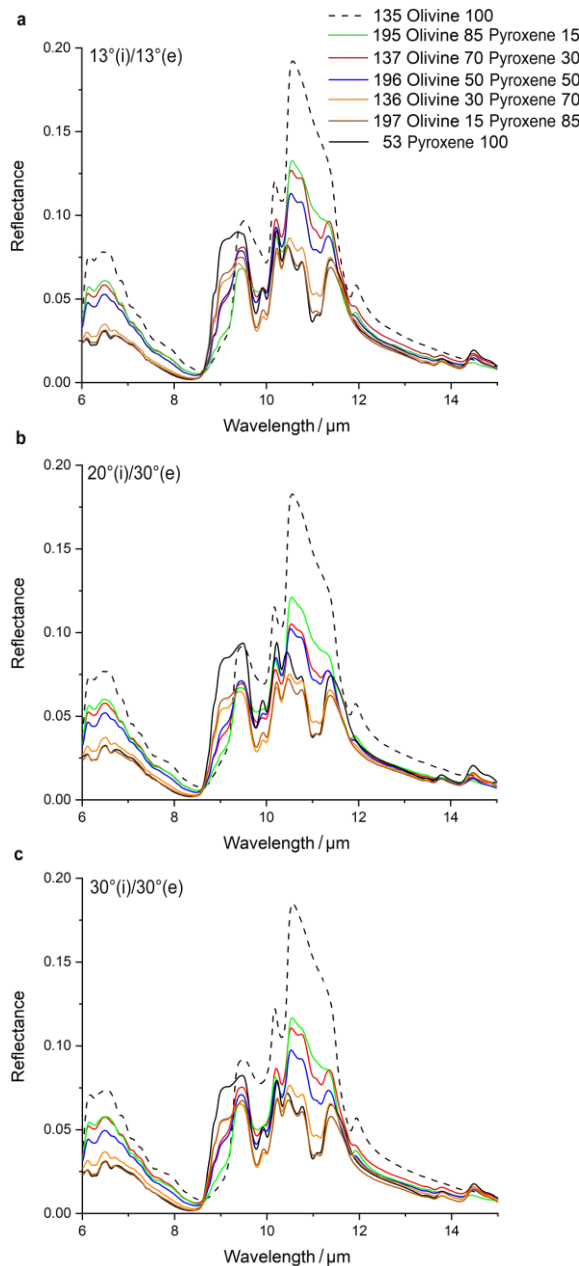 a
13°(i)/13°(e)
135 Olivine 100
195 Olivine 85 Pyroxene 15
137 Olivine 70 Pyroxene 30
196 Olivine 50 Pyroxene 50
136 Olivine 30 Pyroxene 70
197 Olivine 15 Pyroxene 85
53 Pyroxene 100
0.20
0.15
0.10
0.05
0.00
Reflectance
6 8 10 12 14
Wavelength / µm
b
20°(i)/30°(e)
0.20
0.15
0.10
0.05
0.00
Reflectance
6 8 10 12 14
Wavelength / µm
c
30°(i)/30°(e)
0.20
0.15
0.10
0.05
0.00
Reflectance
6 8 10 12 14
Wavelength / µm